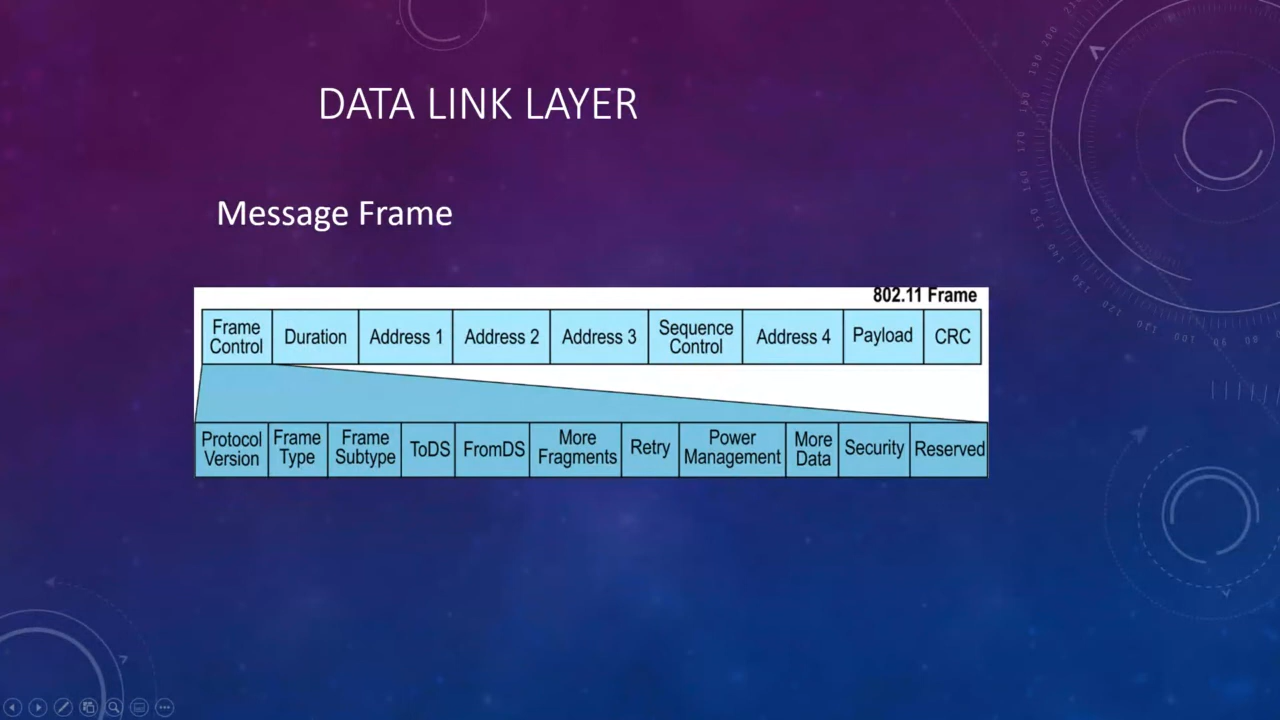 DATA LINK LAYER
Message Frame
802.11 Frame
Frame Control
Duration
Address 1
Address 2
Address 3
Sequence Control
Address 4
Payload
CRC
Protocol Version
Frame Type
Frame Subtype
ToDS
FromDS
More Fragments
Retry
Power Management
More Data
Security
Reserved